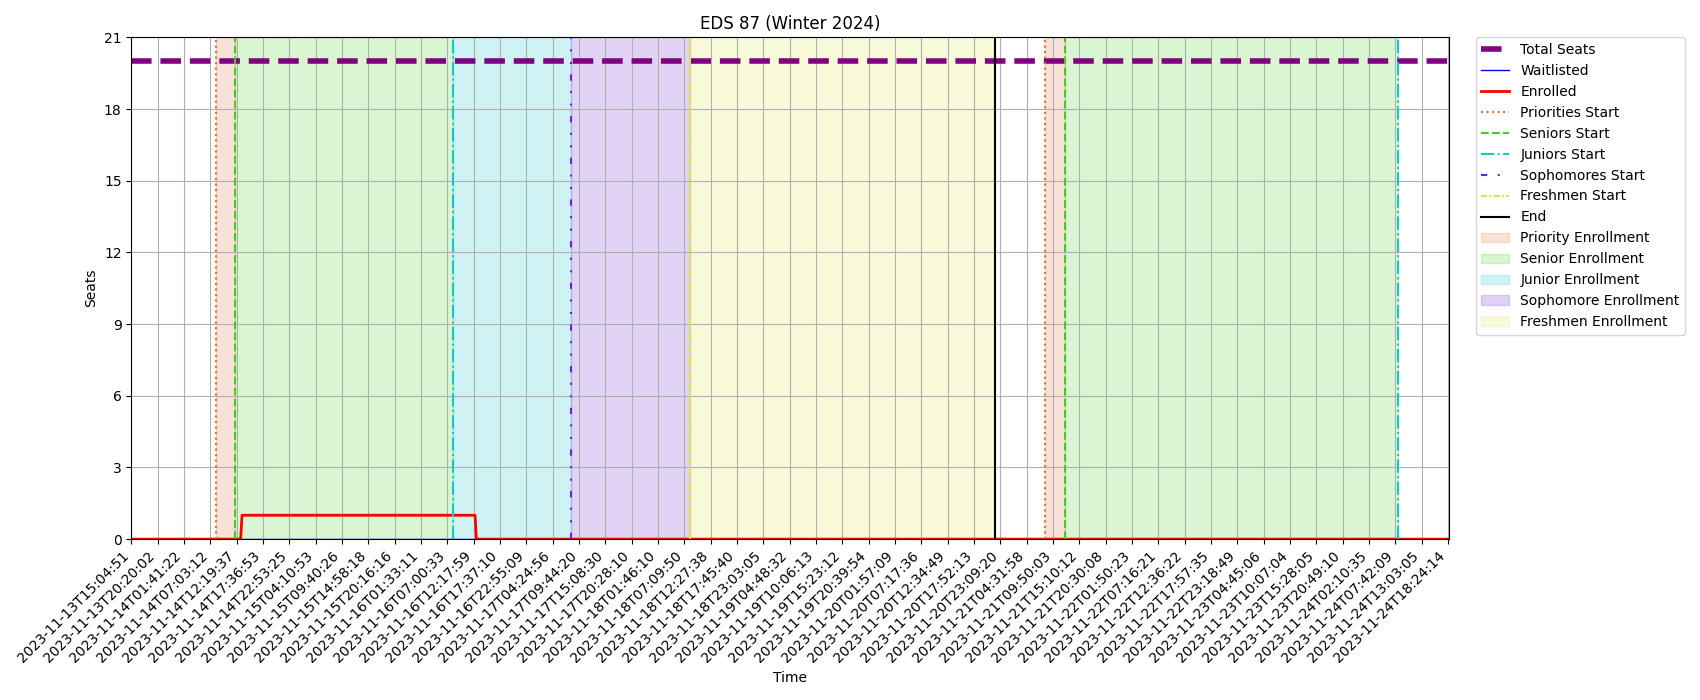 EDS 87 (Winter 2024)
21
18
15
12
9
6
3
0
Seats
2023-11-13T15:04:51
2023-11-13T20:20:02
2023-11-14T01:41:22
2023-11-14T07:03:12
2023-11-14T12:19:37
2023-11-14T17:36:53
2023-11-14T22:53:25
2023-11-15T04:10:53
2023-11-15T09:40:26
2023-11-15T14:58:18
2023-11-15T20:16:16
2023-11-16T01:33:11
2023-11-16T07:00:33
2023-11-16T12:17:59
2023-11-16T17:37:10
2023-11-16T22:55:09
2023-11-17T04:24:56
2023-11-17T09:44:20
2023-11-17T15:08:30
2023-11-17T20:28:10
2023-11-18T01:46:10
2023-11-18T07:09:50
2023-11-18T12:27:38
2023-11-18T17:45:40
2023-11-18T23:03:05
2023-11-19T04:48:32
2023-11-19T10:06:13
2023-11-19T15:23:12
2023-11-19T20:39:54
2023-11-20T01:57:09
2023-11-20T07:17:36
2023-11-20T12:34:49
2023-11-20T17:52:13
2023-11-20T23:09:20
2023-11-21T04:31:58
2023-11-21T09:50:03
2023-11-21T15:10:12
2023-11-21T20:30:08
2023-11-22T01:50:23
2023-11-22T07:16:21
2023-11-22T12:36:22
2023-11-22T17:57:35
2023-11-22T23:18:49
2023-11-23T04:45:06
2023-11-23T10:07:04
2023-11-23T15:28:05
2023-11-23T20:49:10
2023-11-24T02:10:35
2023-11-24T07:42:09
2023-11-24T13:03:05
2023-11-24T18:24:14
Time
Total Seats
Waitlisted
Enrolled
Priorities Start
Seniors Start
Juniors Start
Sophomores Start
Freshmen Start
End
Priority Enrollment
Senior Enrollment
Junior Enrollment
Sophomore Enrollment
Freshmen Enrollment